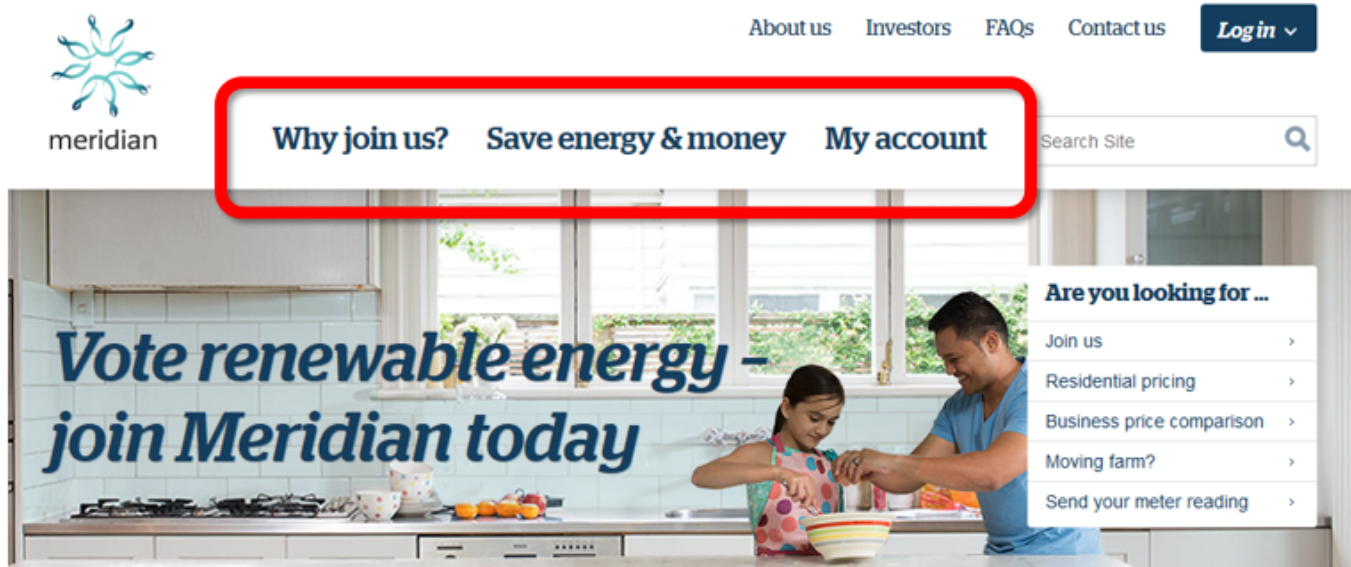 About us Investors FAQs Contact us Log in
meridian
Why join us? Save energy & money My account
Search Site
Vote renewable energy –
join Meridian today
Are you looking for ...
Join us
Residential pricing
Business price comparison
Moving farm?
Send your meter reading